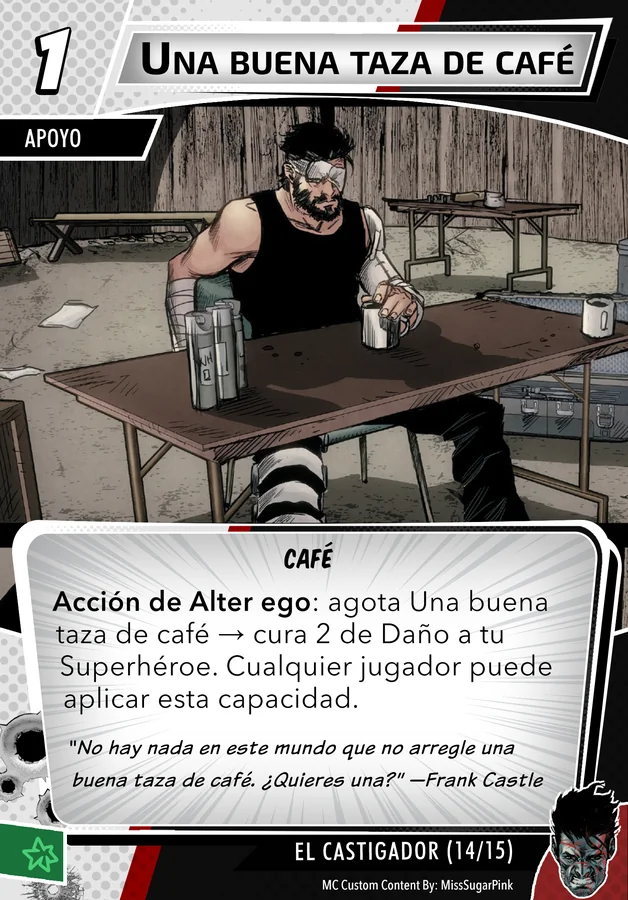 1
UNA BUENA TAZA DE CAFÉ
APOYO
CAFÉ
Acción de Alter ego: agota Una buena
taza de café → cura 2 de Daño a tu
Superhéroe. Cualquier jugador puede
aplicar esta capacidad.
"No hay nada en este mundo que no arregle una
buena taza de café. ¿Quieres una?" —Frank Castle
EL CASTIGADOR (14/15)
MC Custom Content By: MissSugarPink